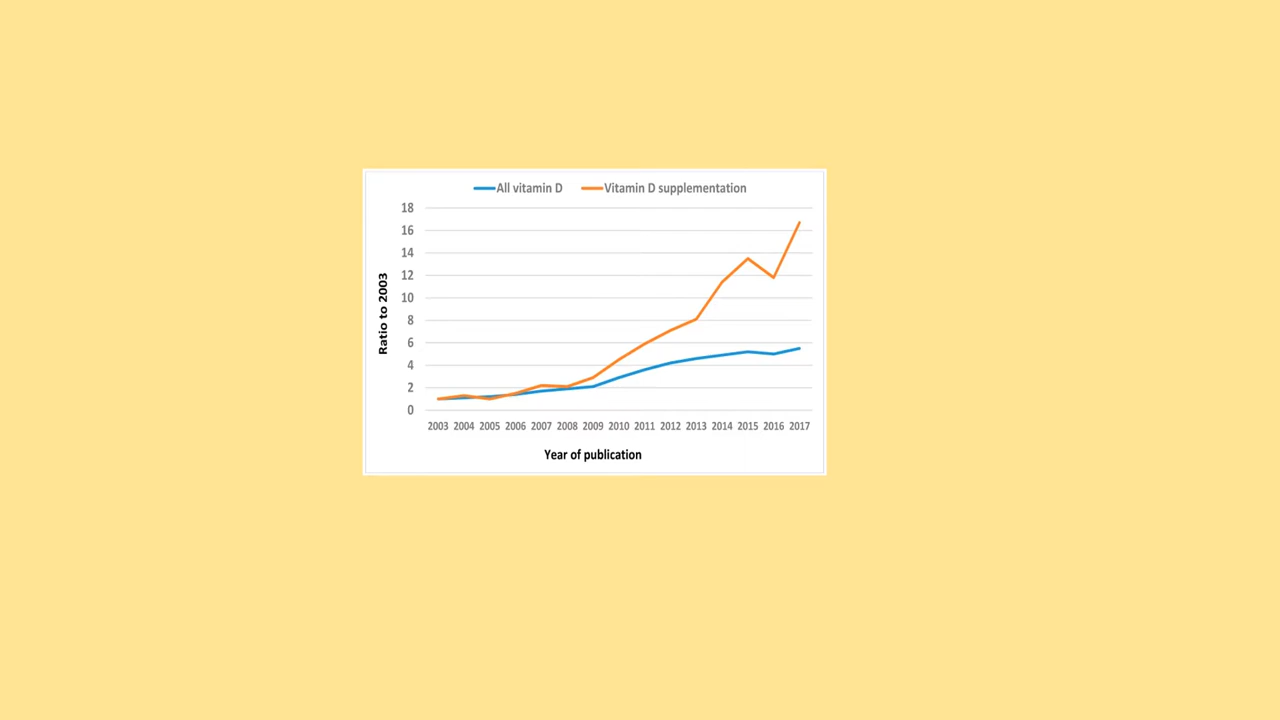 All vitamin D Vitamin D supplementation
18
16
14
12
10
8
6
4
2
0
Ratio to 2003
2003 2004 2005 2006 2007 2008 2009 2010 2011 2012 2013 2014 2015 2016 2017
Year of publication